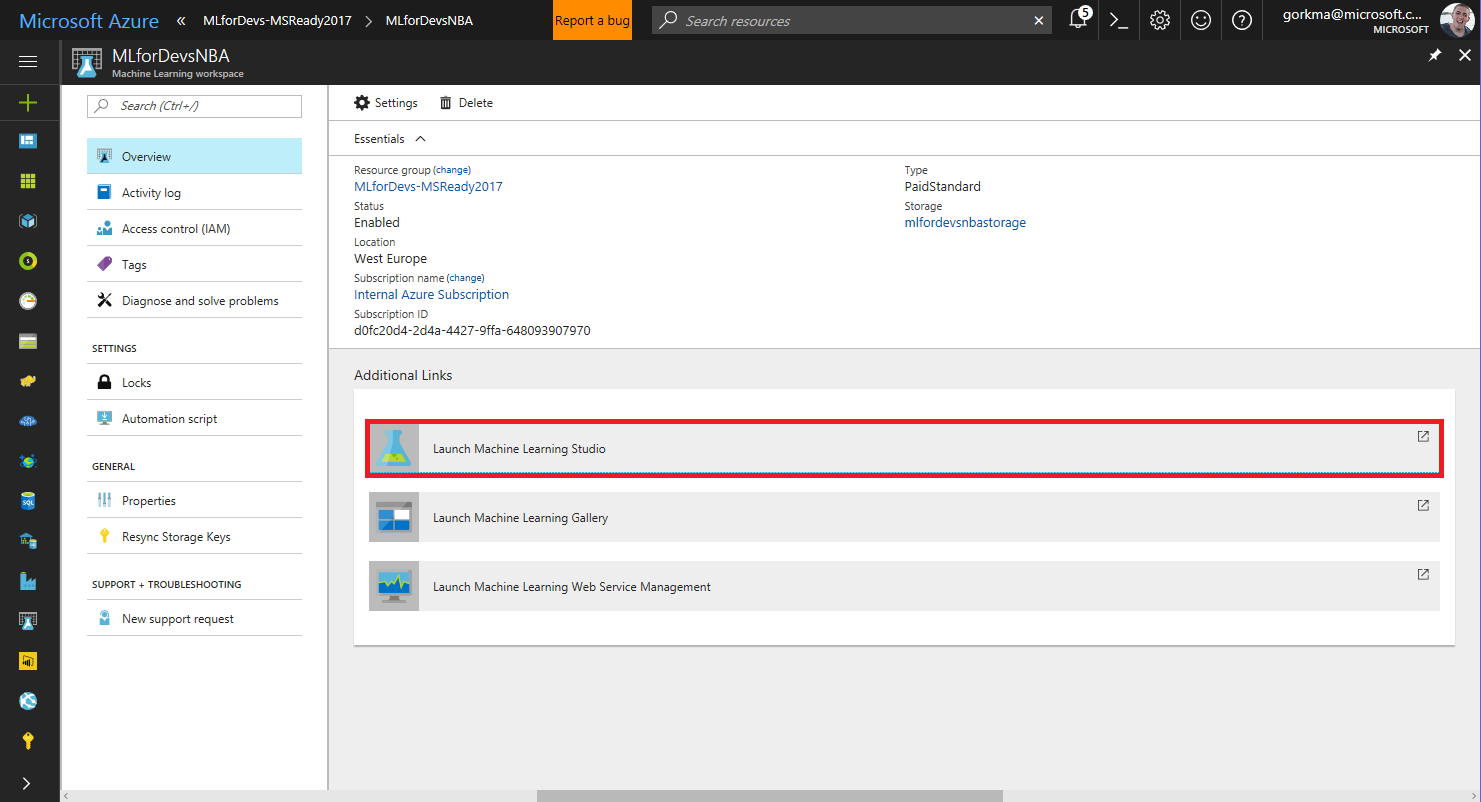 Microsoft Azure « MLforDevs-MSReady2017 > MLforDevsNBA Report a bug Search resources 5 gorkma@microsoft.c...
MICROSOFT
MLforDevsNBA
Machine Learning workspace
Search (Ctrl+/)
Overview
Activity log
Access control (IAM)
Tags
Diagnose and solve problems
SETTINGS
Locks
Automation script
GENERAL
Properties
Resync Storage Keys
SUPPORT + TROUBLESHOOTING
New support request
Settings Delete
Essentials
Resource group (change)
MLforDevs-MSReady2017
Status
Enabled
Location
West Europe
Subscription name (change)
Internal Azure Subscription
Subscription ID
d0fc20d4-2d4a-4427-9ffa-648093907970
Type
PaidStandard
Storage
mlfordevsnbastorage
Additional Links
Launch Machine Learning Studio
Launch Machine Learning Gallery
Launch Machine Learning Web Service Management
SQL